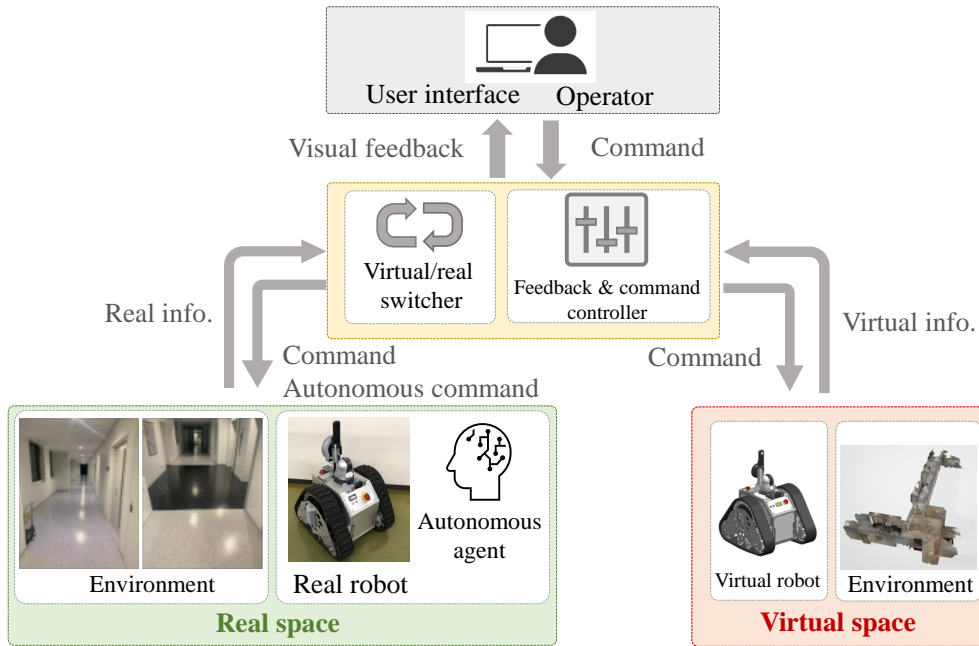 User interface
Operator
Visual feedback
Command
Virtual/real
switcher
Feedback & command
controller
Real info.
Virtual info.
Command
Autonomous command
Command
Environment
Real robot
Autonomous
agent
Real space
Virtual robot
Environment
Virtual space